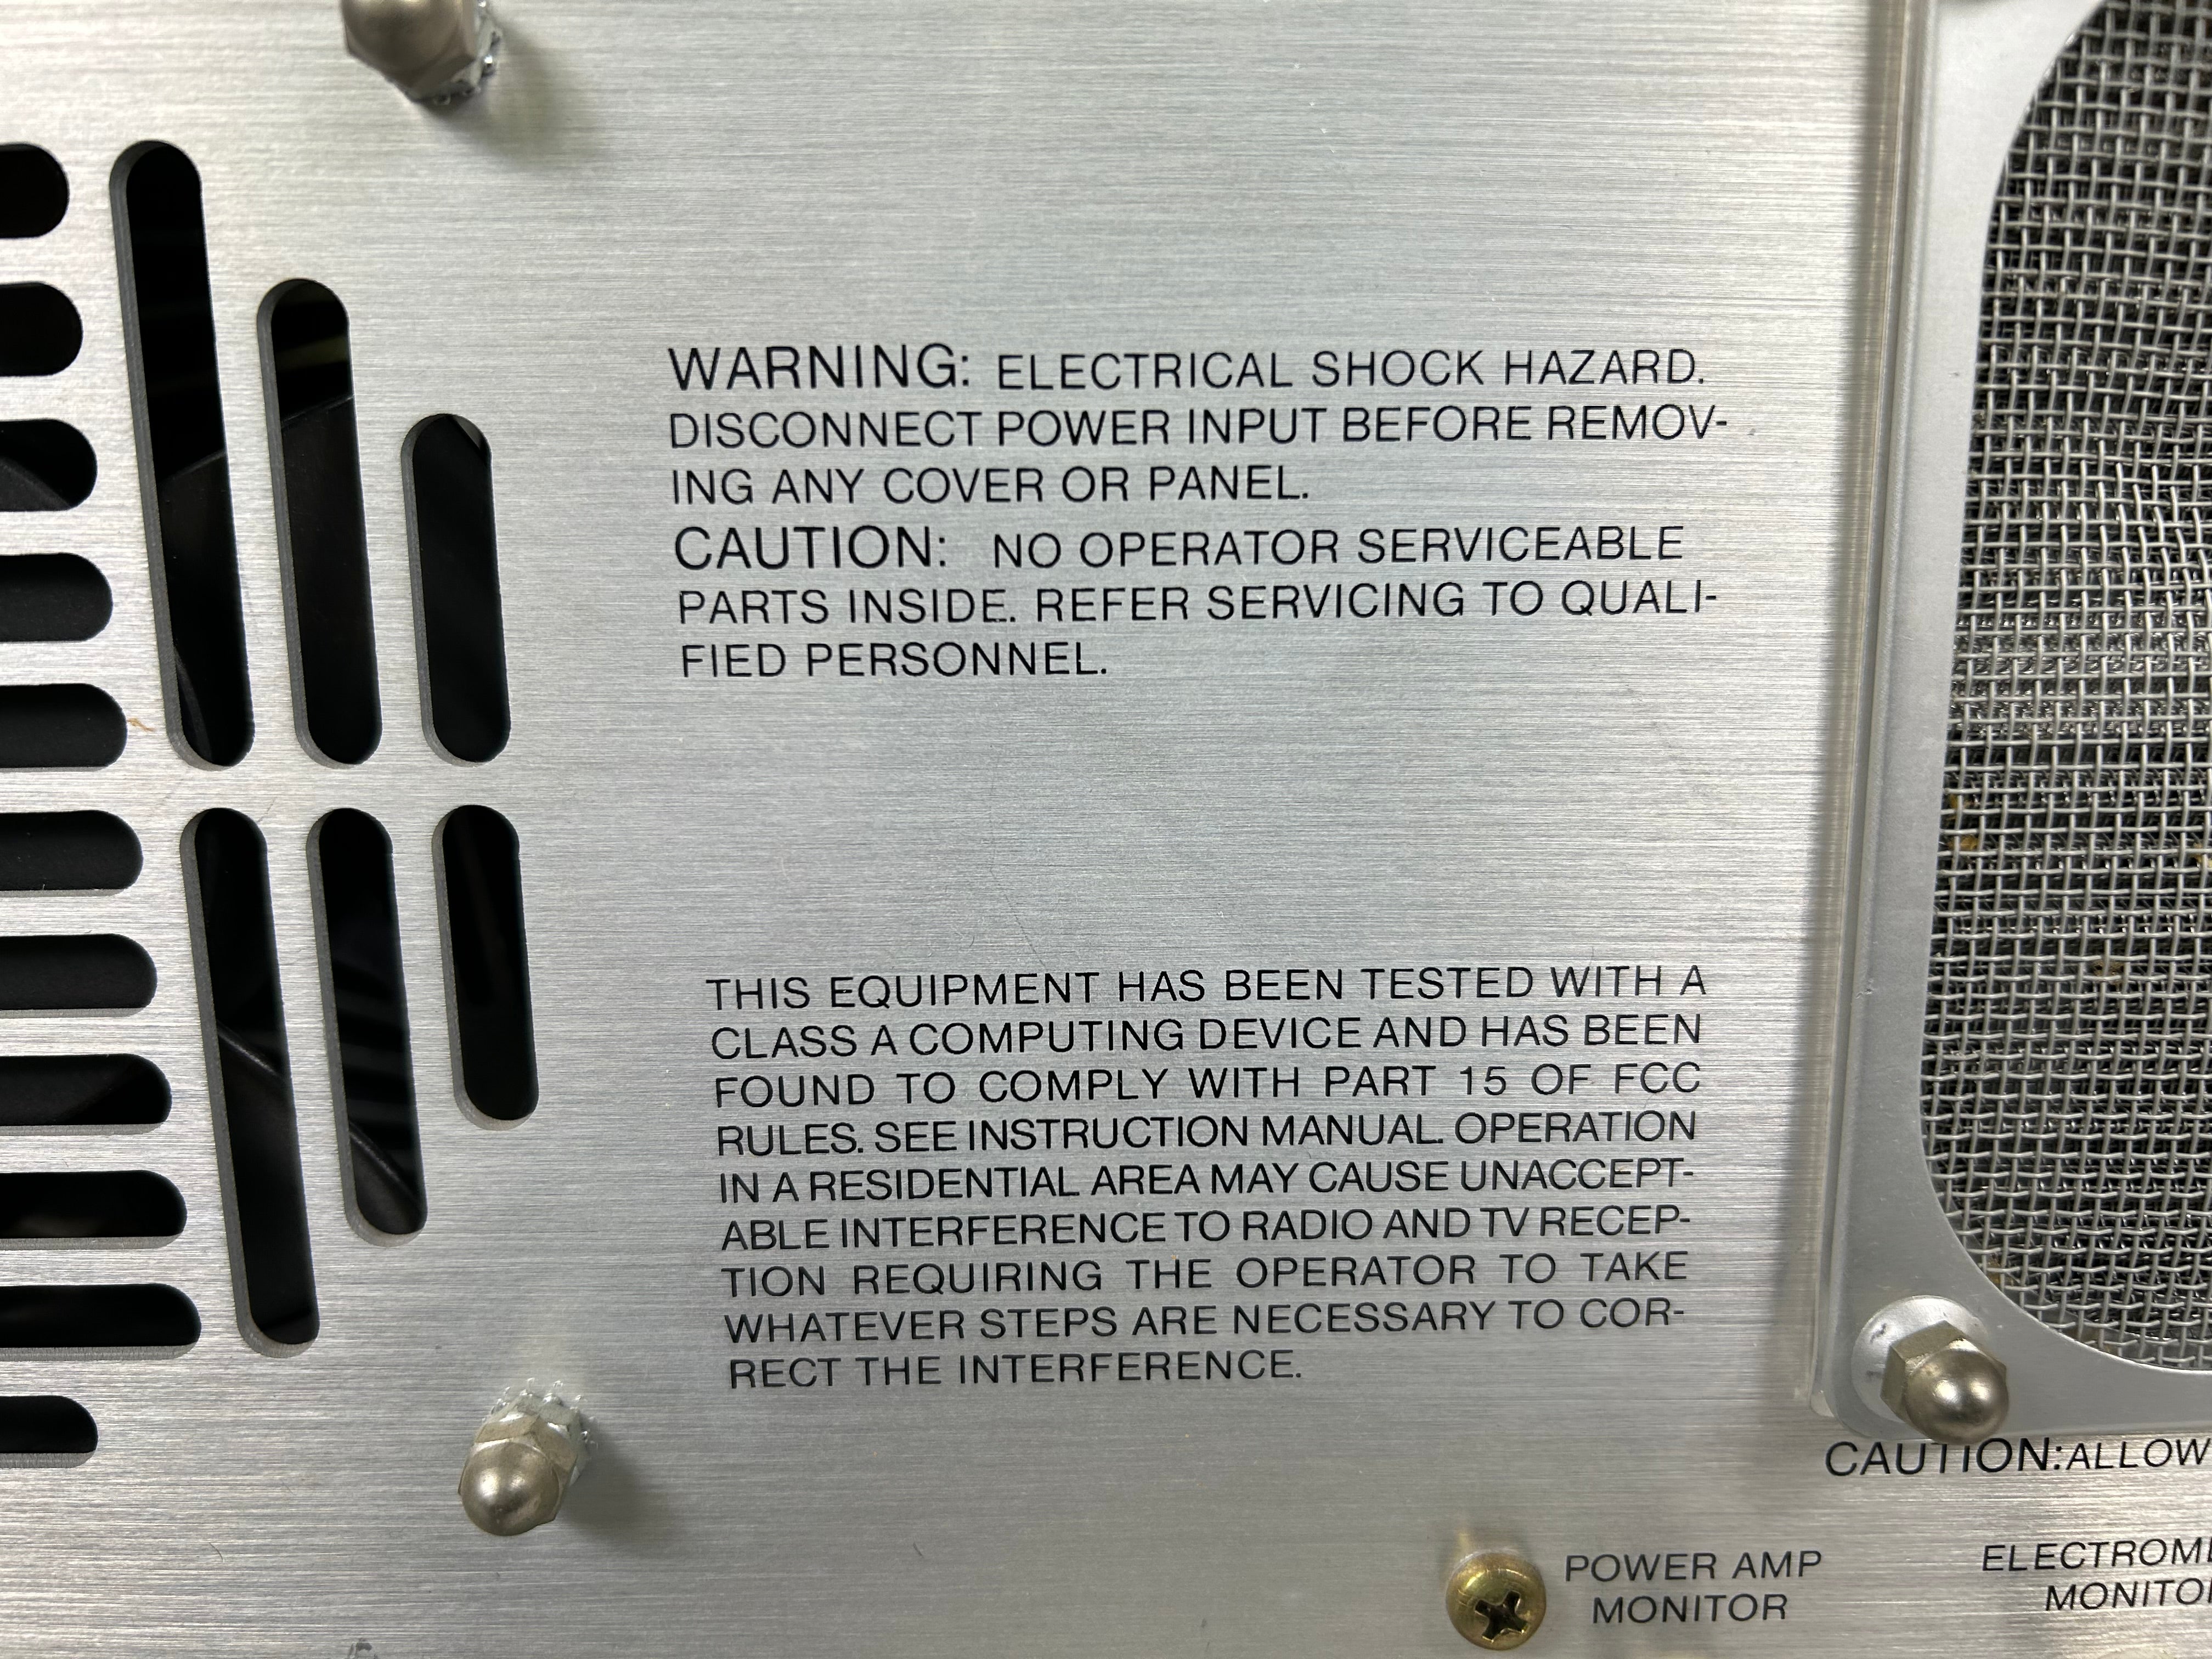 WARNING: ELECTRICAL SHOCK HAZARD.
DISCONNECT POWER INPUT BEFORE REMOV-
ING ANY COVER OR PANEL.
CAUTION: NO OPERATOR SERVICEABLE
PARTS INSIDE. REFER SERVICING TO QUALI-
FIED PERSONNEL.
THIS EQUIPMENT HAS BEEN TESTED WITH A
CLASS A COMPUTING DEVICE AND HAS BEEN
FOUND TO COMPLY WITH PART 15 OF FCC
RULES. SEE INSTRUCTION MANUAL. OPERATION
IN A RESIDENTIAL AREA MAY CAUSE UNACCEPT-
ABLE INTERFERENCE TO RADIO AND TV RECEP-
TION REQUIRING THE OPERATOR TO TAKE
WHATEVER STEPS ARE NECESSARY TO COR-
RECT THE INTERFERENCE.
CAUTION: ALLOW
POWER AMP
MONITOR